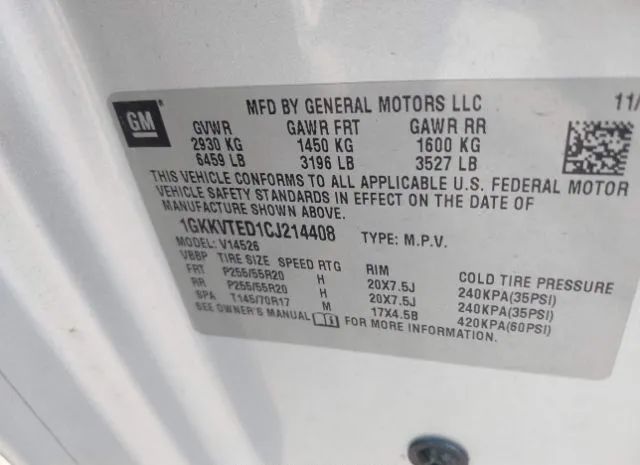 GM
MFD BY GENERAL MOTORS LLC 11/
GVWR GAWR FRT GAWR RR
2930 KG 1450 KG 1600 KG
6459 LB 3196 LB 3527 LB
THIS VEHICLE CONFORMS TO ALL APPLICABLE U.S. FEDERAL MOTOR
VEHICLE SAFETY STANDARDS IN EFFECT ON THE DATE OF
MANUFACTURE SHOWN ABOVE.
1GKKVTED1CJ214408 TYPE: M.P.V.
MODEL: V14526
VBBP TIRE SIZE SPEED RTG RIM COLD TIRE PRESSURE
FRT P255/55R20 H 20X7.5J 240KPA(35PSI)
RR P255/55R20 H 20X7.5J 240KPA(35PSI)
SPA T145/70R17 M 17X4.5B 420KPA(60PSI)
SEE OWNER'S MANUAL FOR MORE INFORMATION.